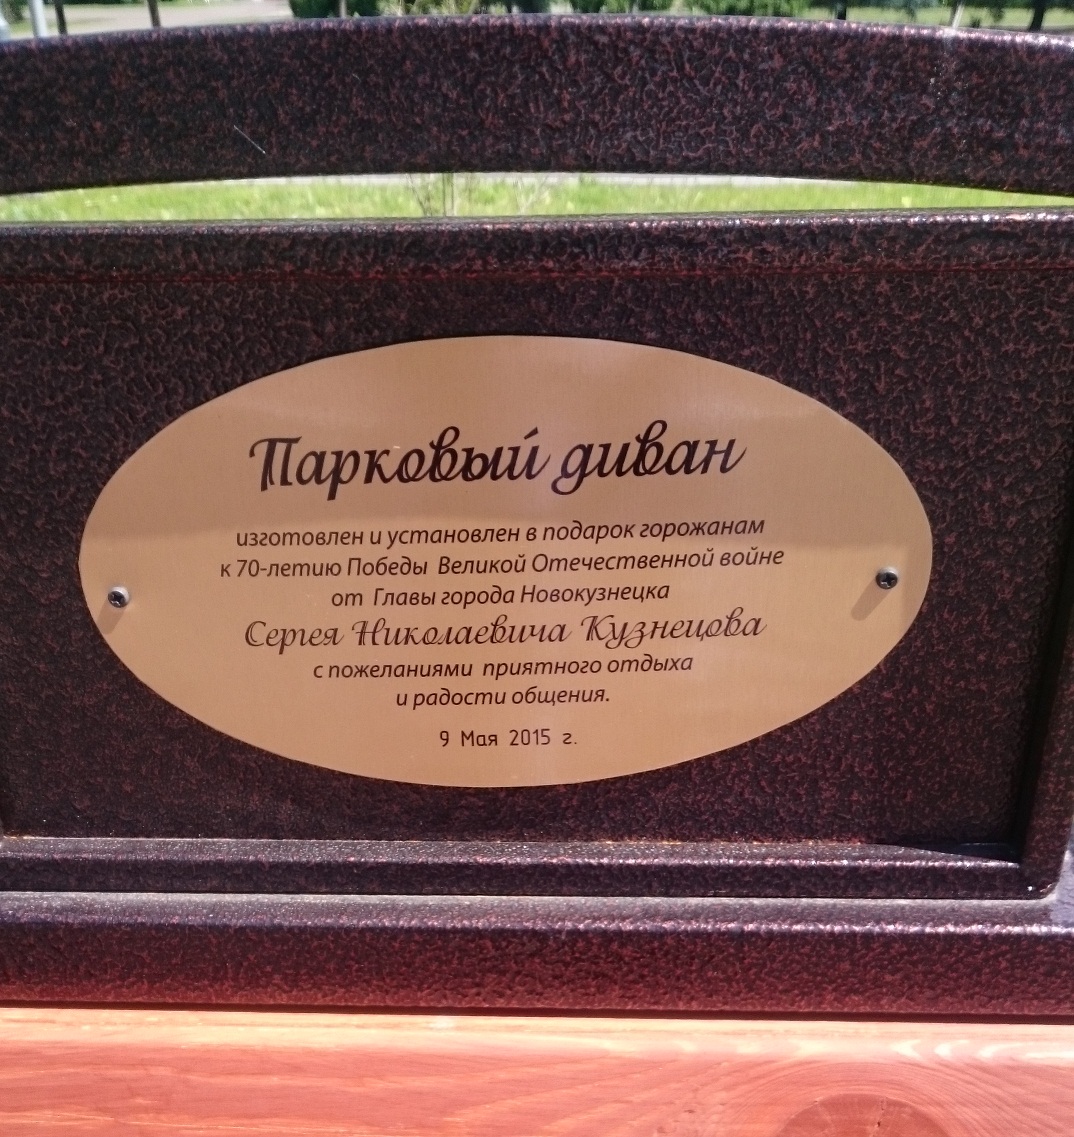 Парковый диван
изготовлен и установлен в подарок горожанам
к 70-летию Победы Великой Отечественной войне
от Главы города Новокузнецка
Сергея Николаевича Кузнецова
с пожеланиями приятного отдыха
и радости общения.
9 Мая 2015 г.